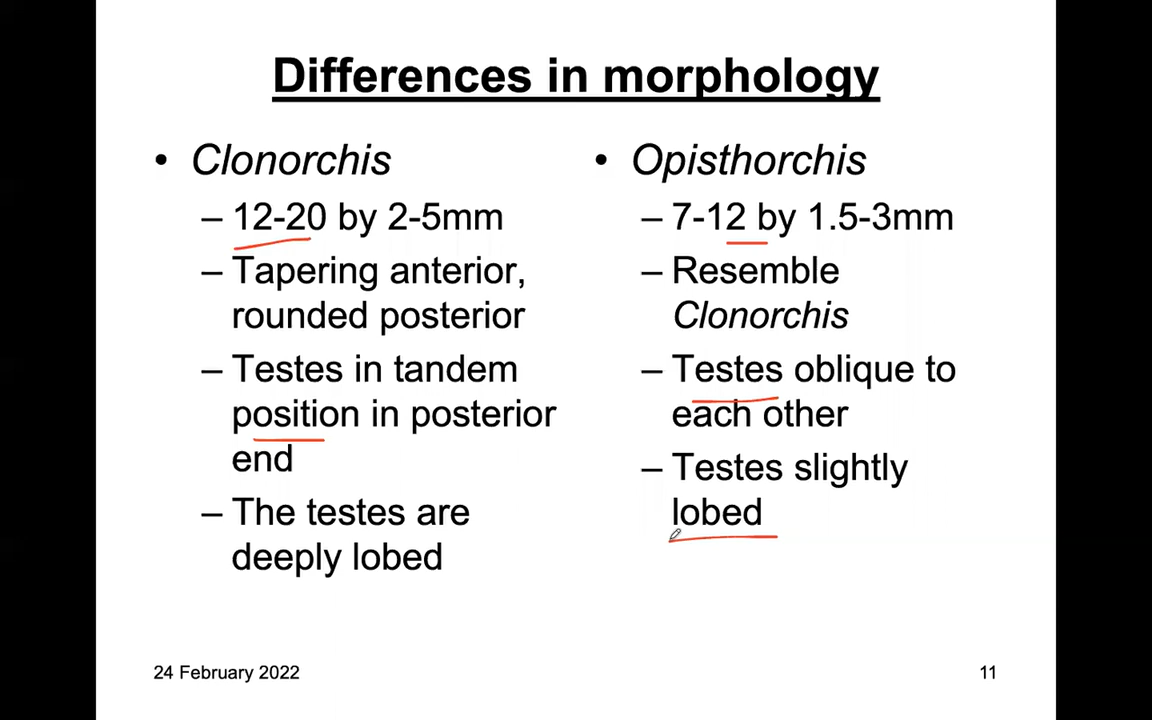 Differences in morphology
• Clonorchis
– 12-20 by 2-5mm
– Tapering anterior,
rounded posterior
– Testes in tandem
position in posterior
end
– The testes are
deeply lobed
• Opisthorchis
– 7-12 by 1.5-3mm
– Resemble
Clonorchis
– Testes oblique to
each other
– Testes slightly
lobed
24 February 2022
11